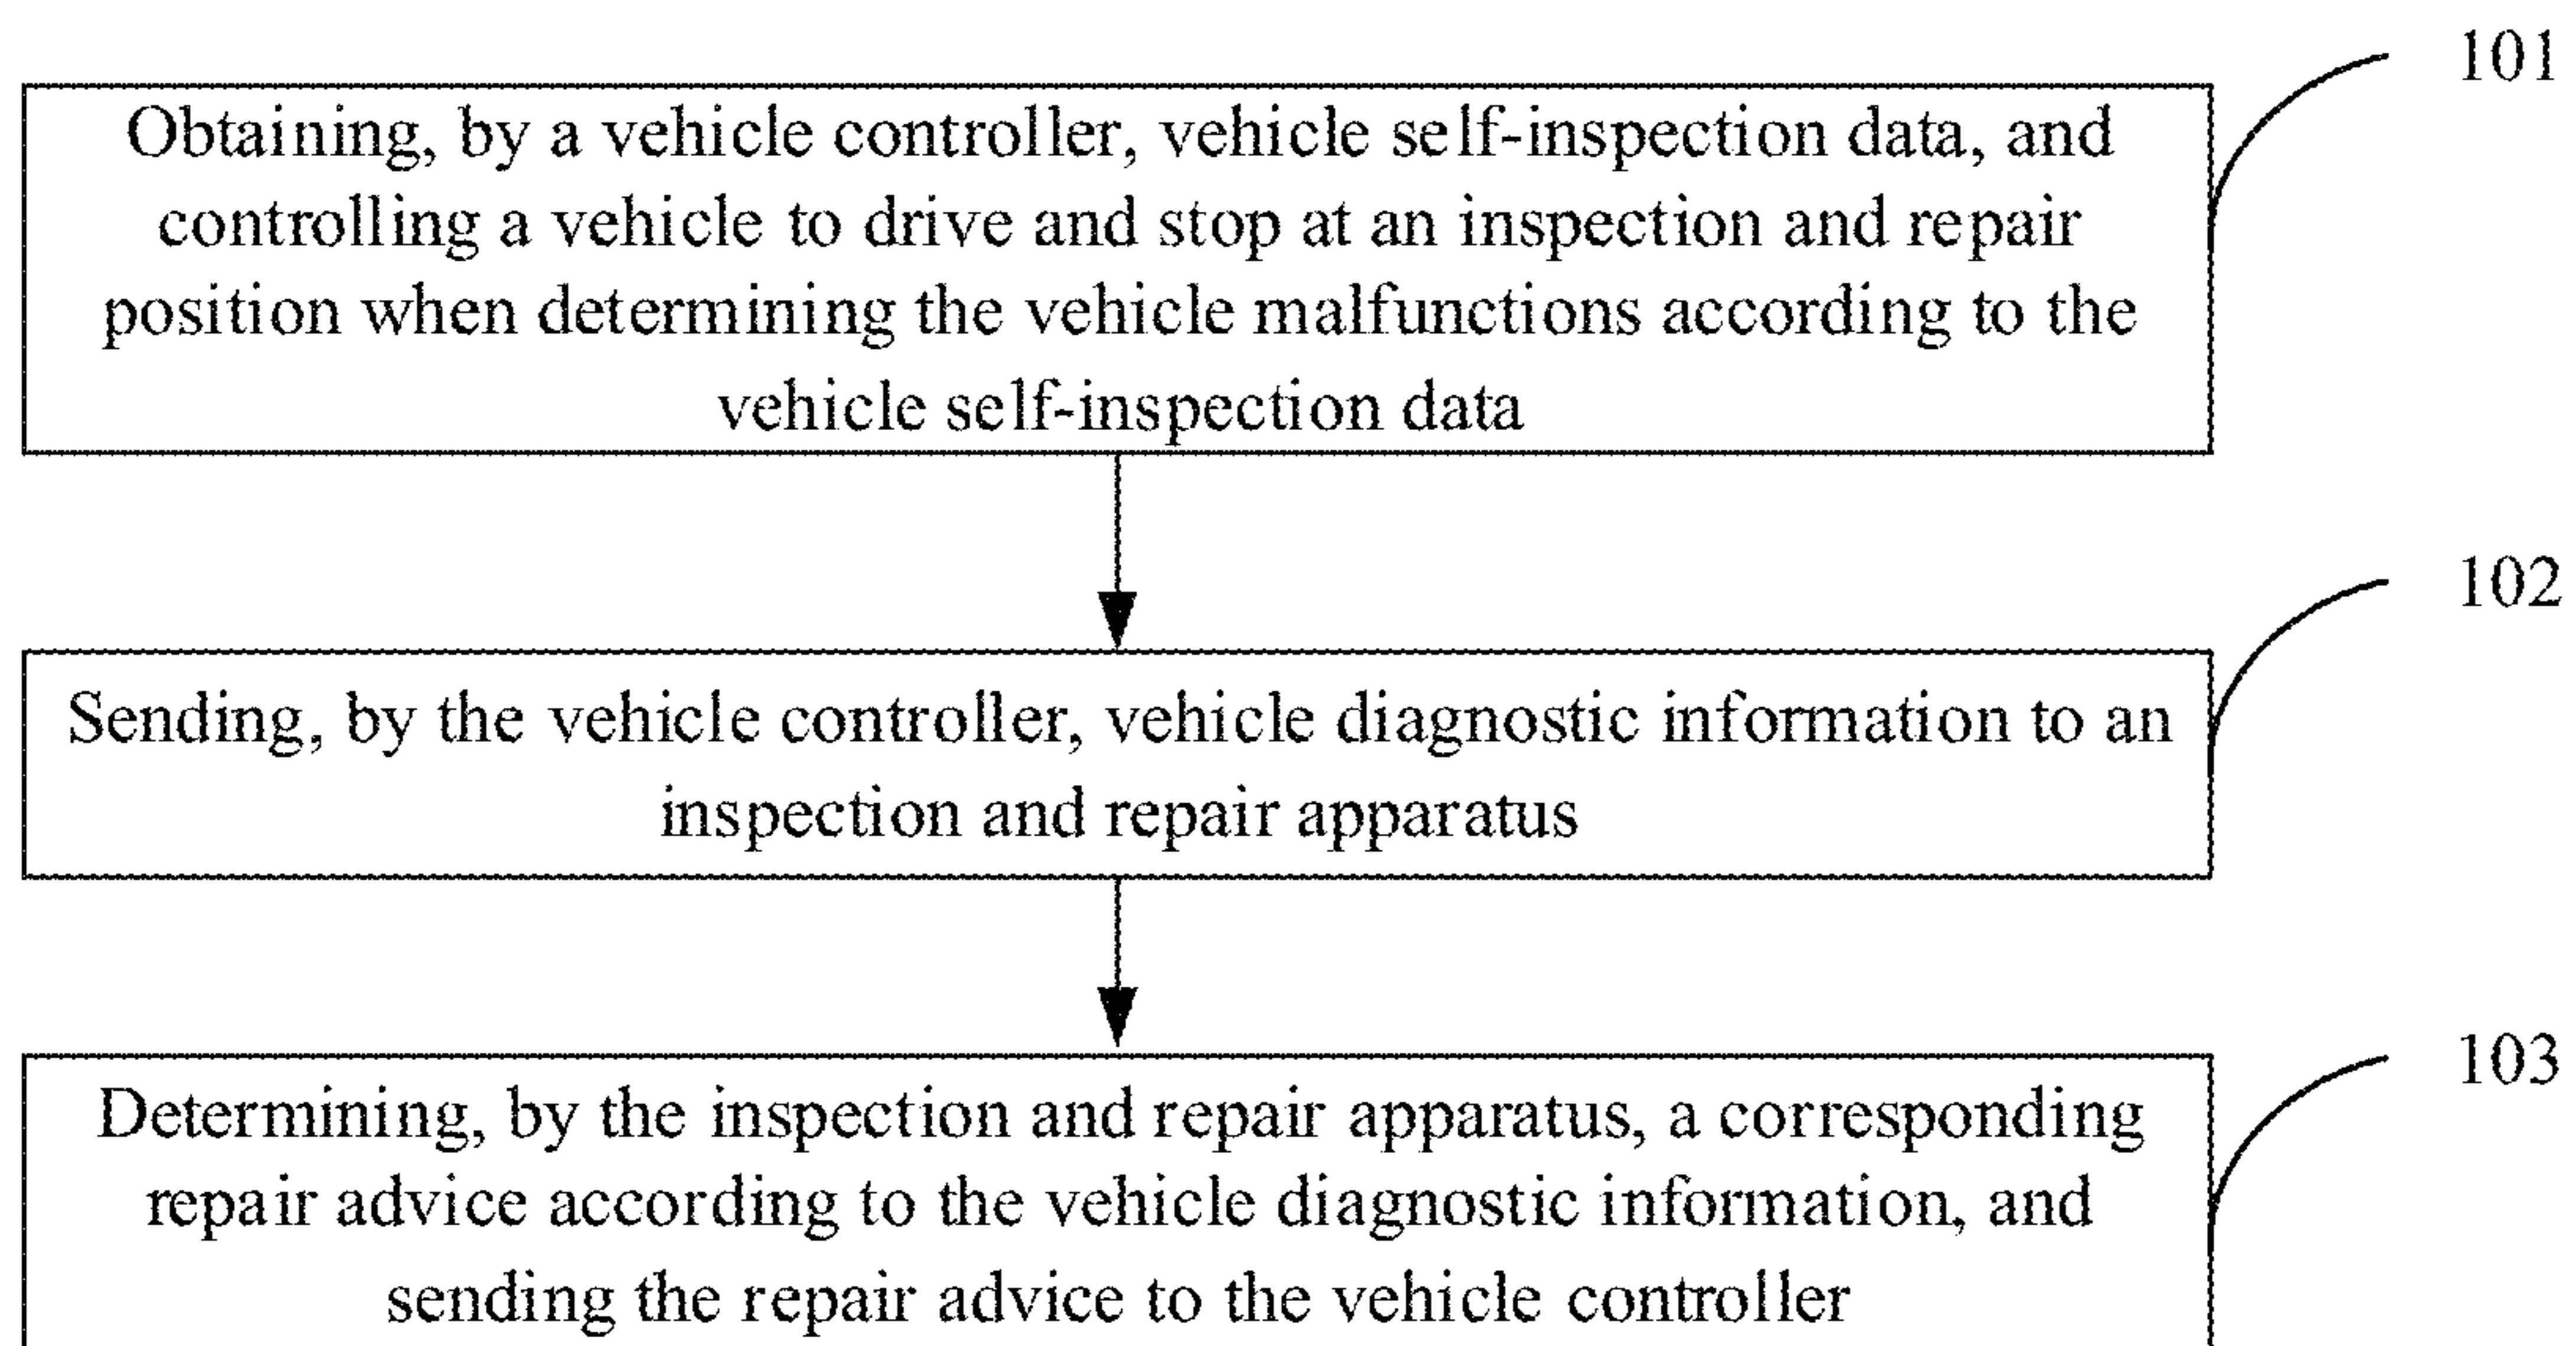 101
Obtaining, by a vehicle controller, vehicle self-inspection data, and
controlling a vehicle to drive and stop at an inspection and repair
position when determining the vehicle malfunctions according to the
vehicle self-inspection data
102
Sending, by the vehicle controller, vehicle diagnostic information to an
inspection and repair apparatus
103
Determining, by the inspection and repair apparatus, a corresponding
repair advice according to the vehicle diagnostic information, and
sending the repair advice to the vehicle controller